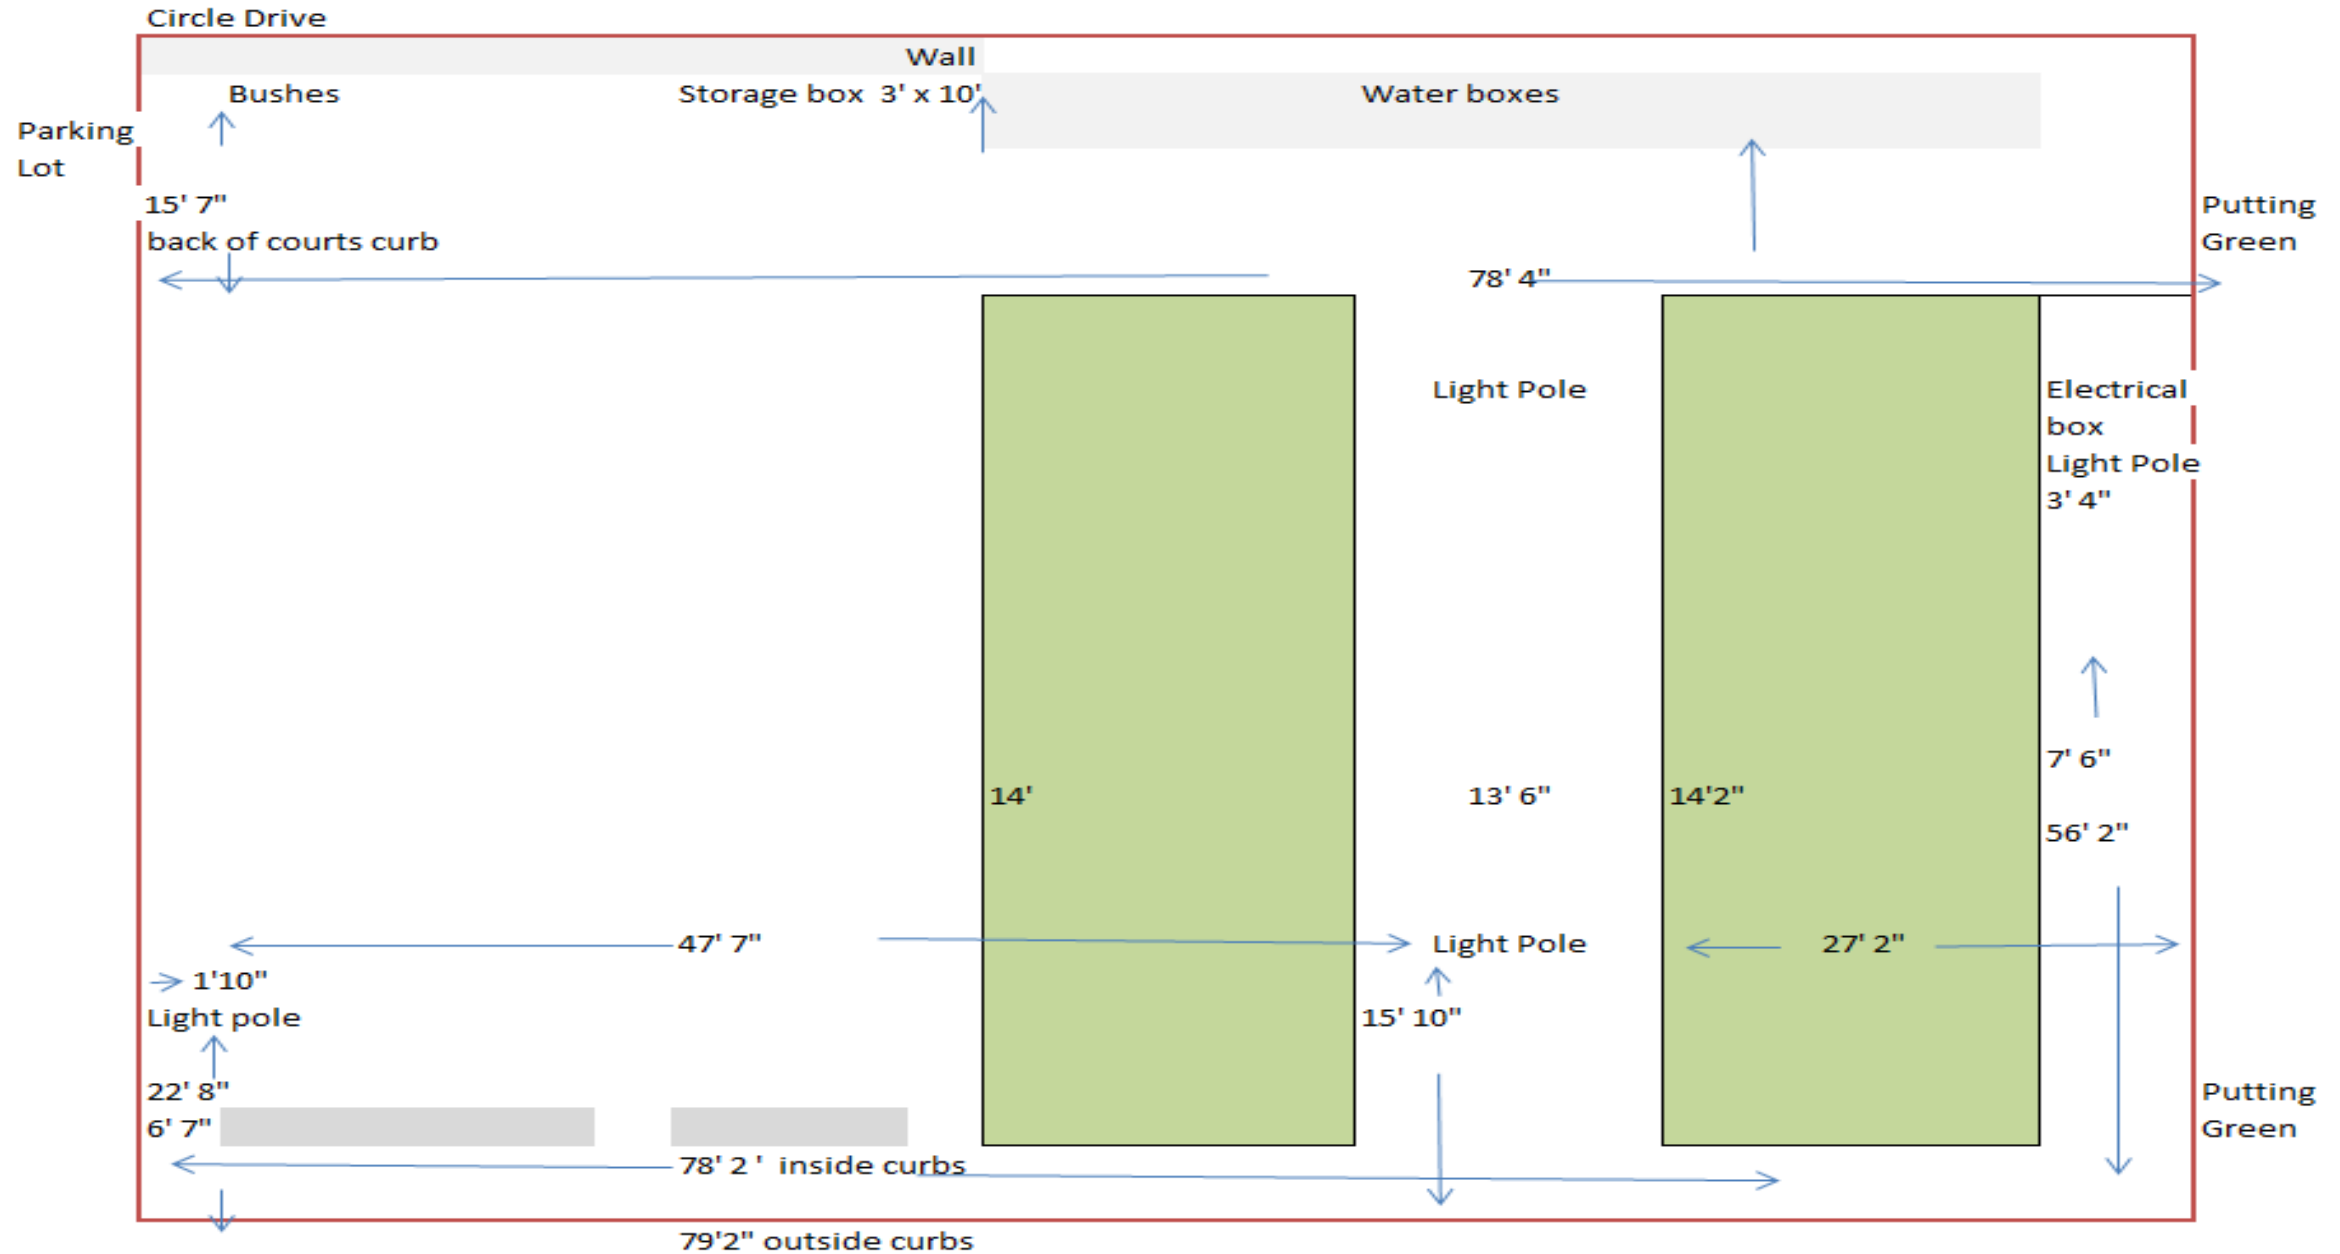 Circle Drive
Wall
Bushes
Storage box  3' x 10'
Water boxes
Parking
Lot
15' 7"
Putting
Green
back of courts curb
78' 4"
Light Pole
Electrical
box
Light Pole
3' 4"
7' 6"
14'
13' 6"
14'2"
56' 2"
47' 7"
Light Pole
27' 2"
1'10"
Light pole
15' 10"
22' 8"
6' 7"
Putting
Green
78' 2 '  inside curbs
79'2" outside curbs